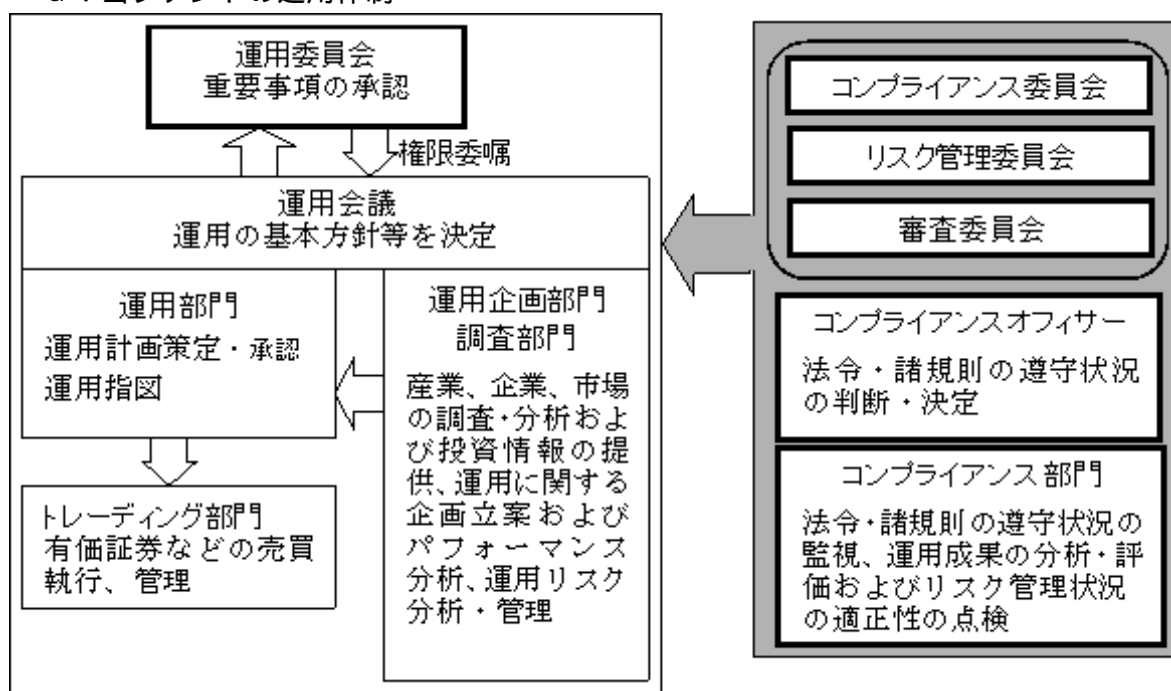 運用委員会
重要事項の承認
権限委嘱
運用会議
運用の基本方針等を決定
運用部門
運用計画策定・承認
運用指図
運用企画部門
調査部門
産業、企業、市場
の調査・分析およ
び投資情報の提
供、運用に関する
企画立案および
パフォーマンス
分析、運用リスク
分析・管理
トレーディング部門
有価証券などの売買
執行、管理
コンプライアンス委員会
リスク管理委員会
審査委員会
コンプライアンスオフィサー
法令・諸規則の遵守状況
の判断・決定
コンプライアンス部門
法令・諸規則の遵守状況の
監視、運用成果の分析・評
価およびリスク管理状況
の適正性の点検